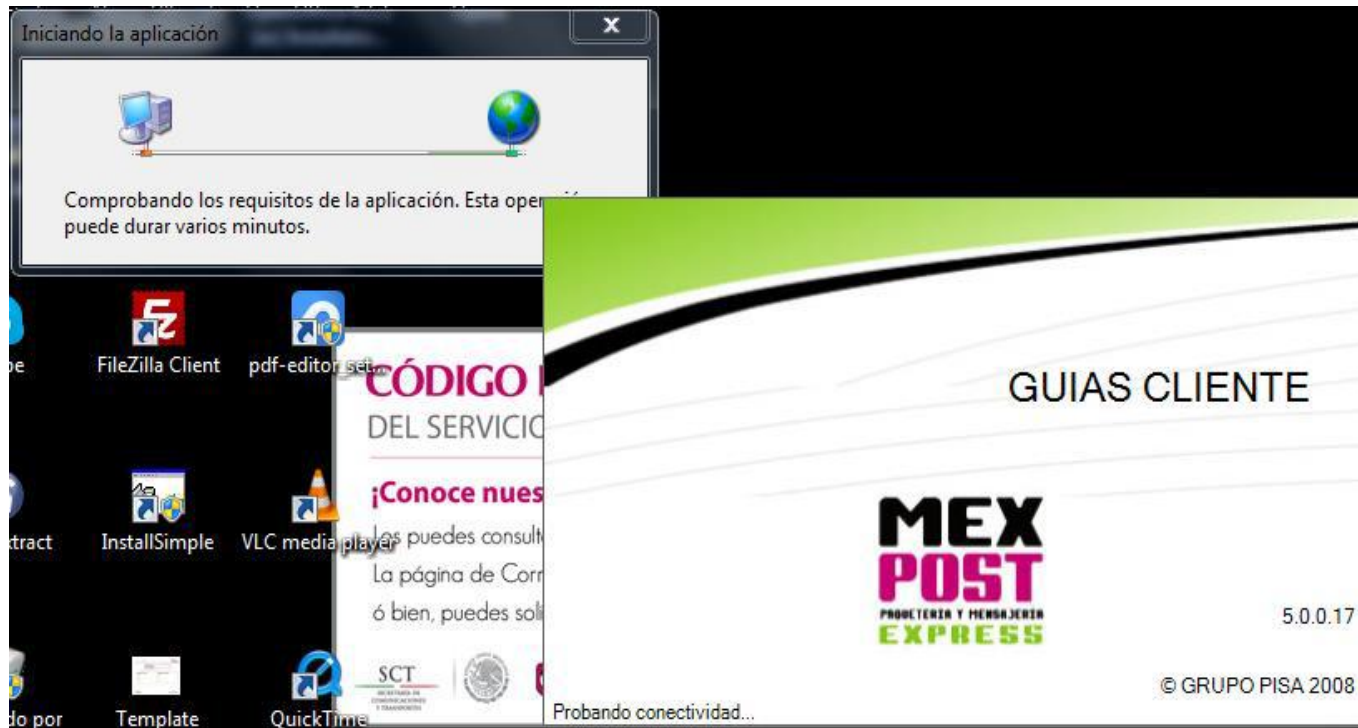 Iniciando la aplicación
Comprobando los requisitos de la aplicación. Esta
puede durar varios minutos.
FileZilla Client
pdf-editor_set...
InstallSimple
VLC media player
Template
QuickTime
do por
CÓDIGO
DEL SERVICIO
¡Conoce nues
puedes consult
La página de Corr
ó bien, puedes soli
SCT
GUIAS CLIENTE
MEX
POST
PAQUETERIA Y MENSAJERIA
EXPRESS
5.0.0.17
© GRUPO PISA 2008
Probando conectividad...